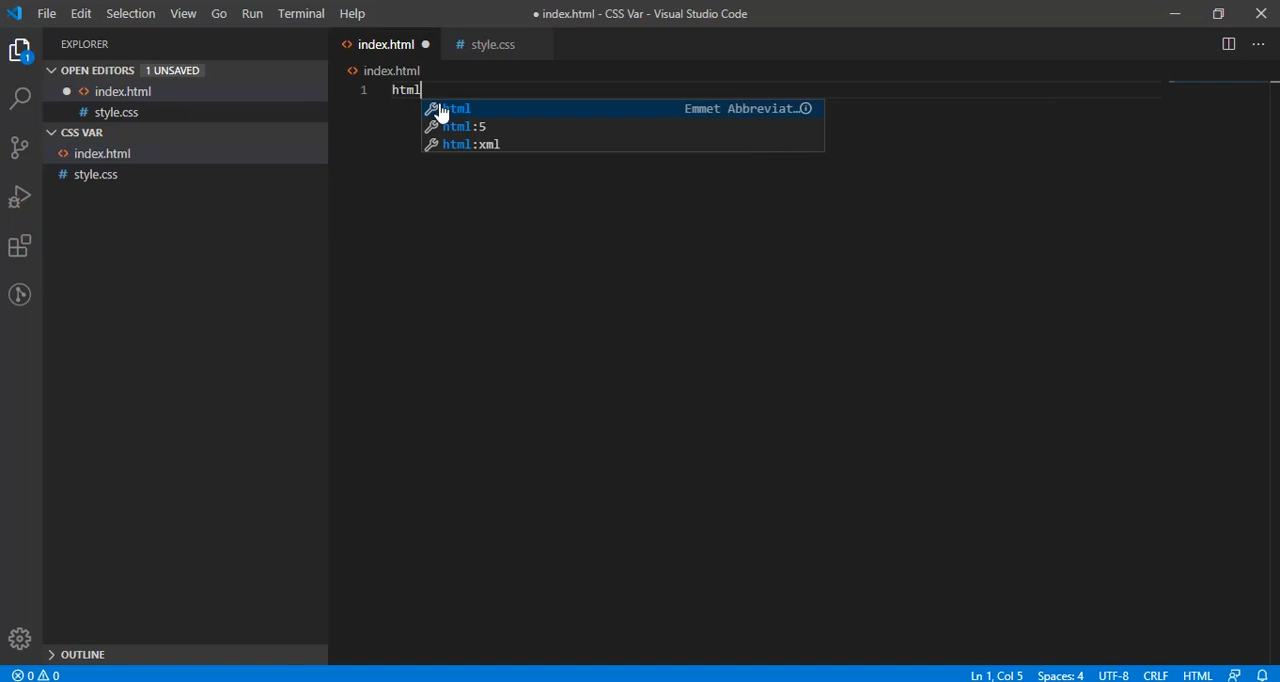 File Edit Selection View Go Run Terminal Help ● index.html - CSS Var - Visual Studio Code
EXPLORER
1
index.html
# style.css
OPEN EDITORS 1 UNSAVED
index.html
# style.css
CSS VAR
index.html
# style.css
index.html
1 html
html Emmet Abbreviat...
html:5
html:xml
OUTLINE
0 0 Ln 1, Col 5 Spaces: 4 UTF-8 CRLF HTML